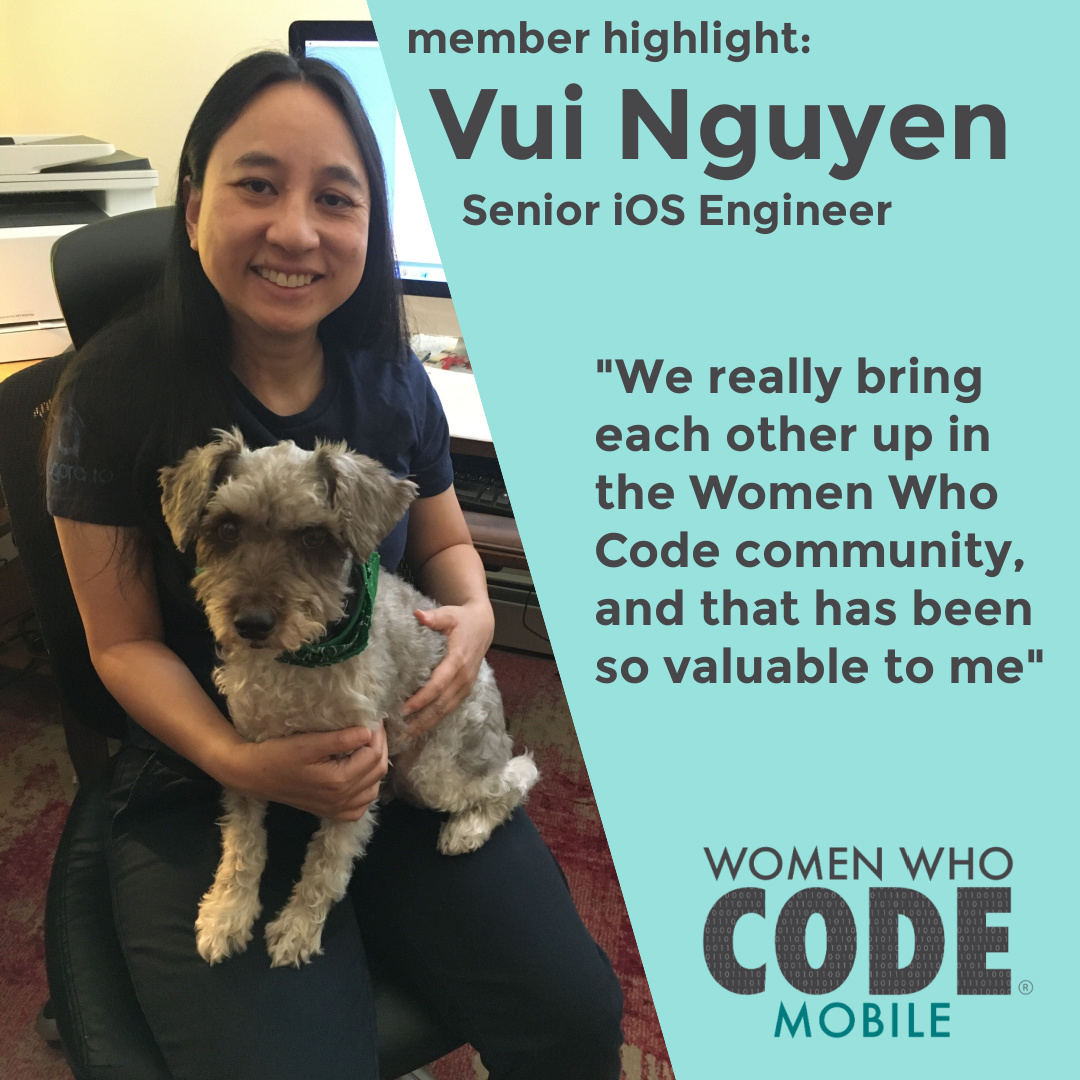 member highlight:
Vui Nguyen
Senior iOS Engineer
"We really bring
each other up in
the Women Who
Code community,
and that has been
so valuable to me"
WOMEN WHO
CODE®
MOBILE